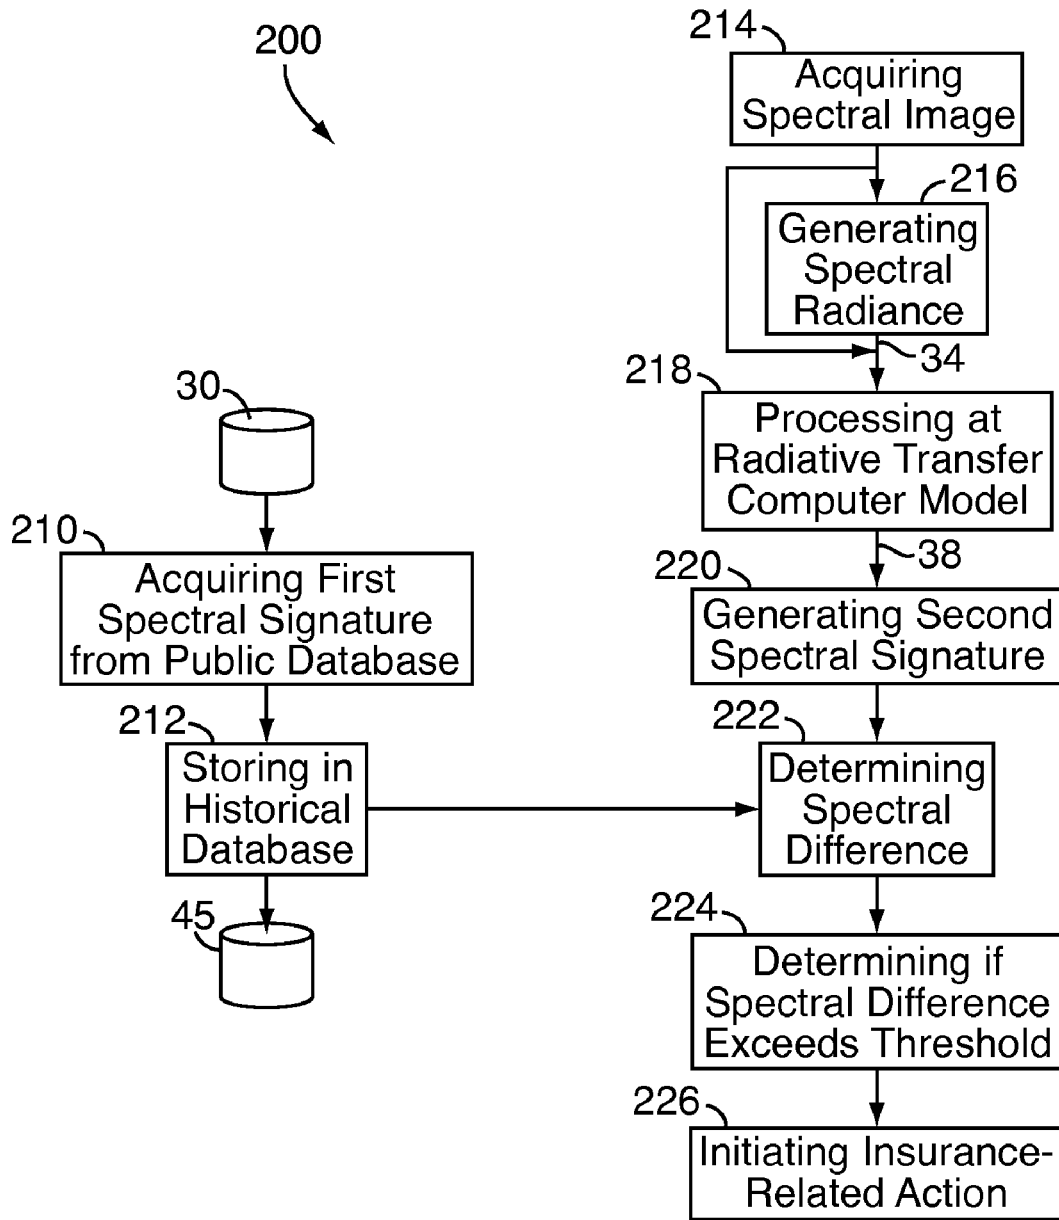 200
214
Acquiring
Spectral Image
216
Generating
Spectral
Radiance
34
218
Processing at
Radiative Transfer
Computer Model
38
30
210
Acquiring First
Spectral Signature
from Public Database
220
Generating Second
Spectral Signature
212
Storing in
Historical
Database
222
Determining
Spectral
Difference
45
224
Determining if
Spectral Difference
Exceeds Threshold
226
Initiating Insurance-
Related Action